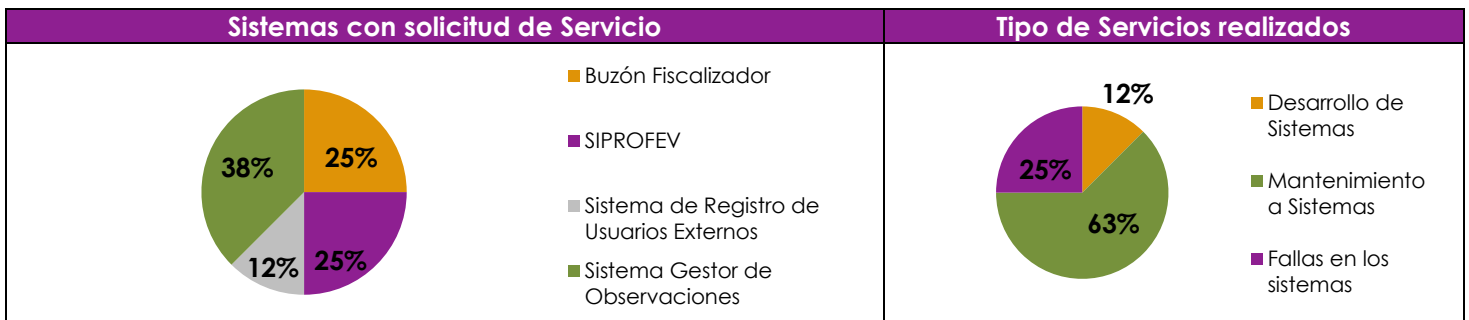 Sistemas con solicitud de Servicio
Tipo de Servicios realizados
38%
25%
12%
25%
Buzón Fiscalizador
SIPROFEV
Sistema de Registro de
Usuarios Externos
Sistema Gestor de
Observaciones
12%
25%
63%
Desarrollo de
Sistemas
Mantenimiento
a Sistemas
Fallas en los
sistemas